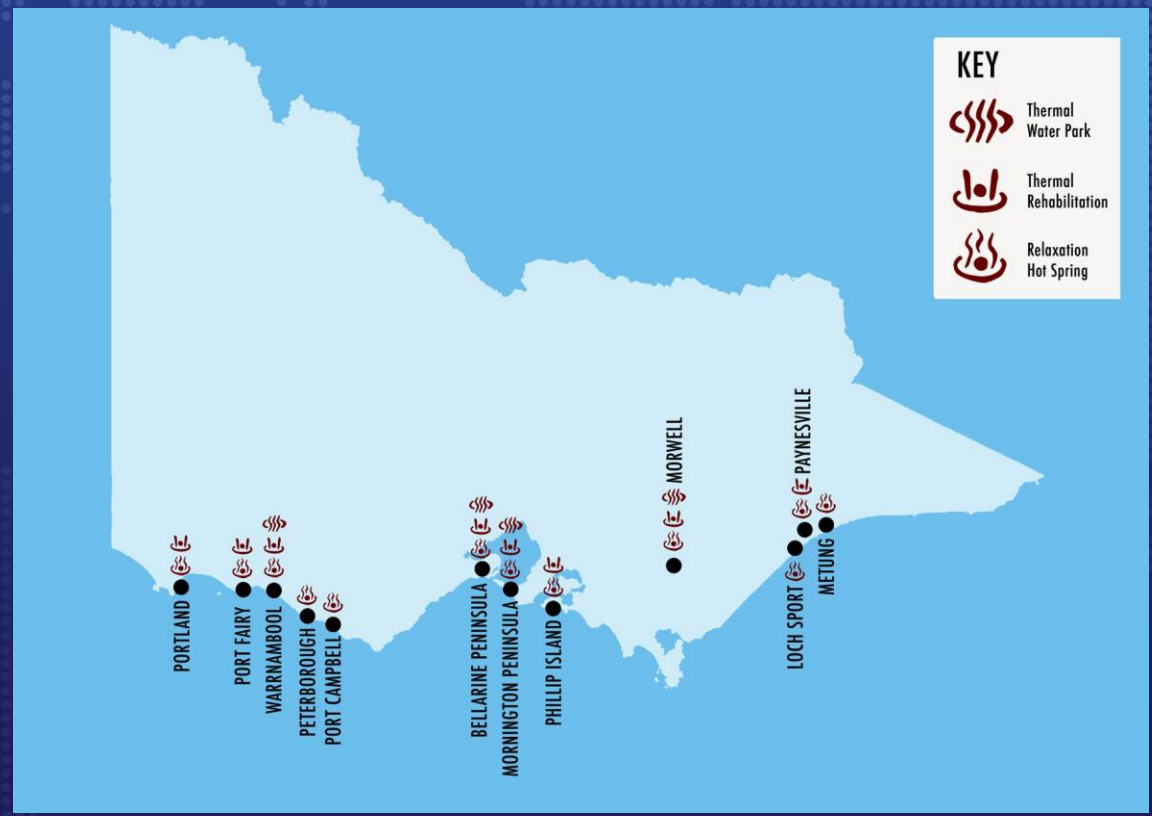 KEY
Thermal
Water Park
Thermal
Rehabilitation
Relaxation
Hot Spring
PORTLAND
PORT FAIRY
WARRNAMBOOL
PETERBOROUGH
PORT CAMPBELL
BELLARINE PENINSULA
MORNINGTON PENINSULA
PHILLIP ISLAND
MORWELL
LOCH SPORT
PAYNESVILLE
METUNG